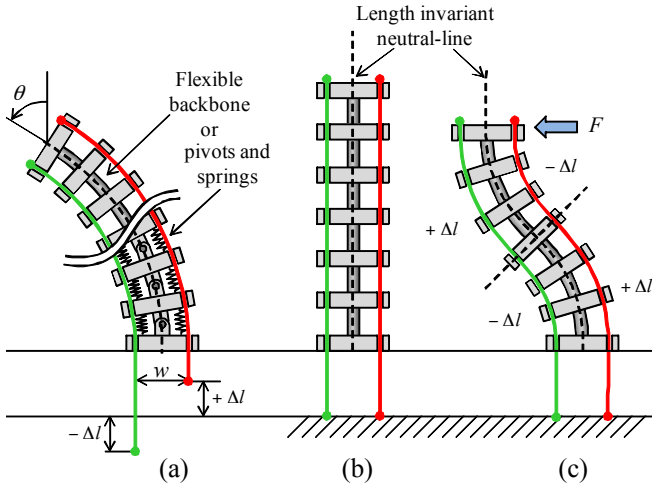 Length invariant
neutral-line
θ
Flexible
backbone
or
pivots and
springs
F
− Δl
+ Δl
+ Δl
− Δl
w
+ Δl
− Δl
(a)
(b)
(c)